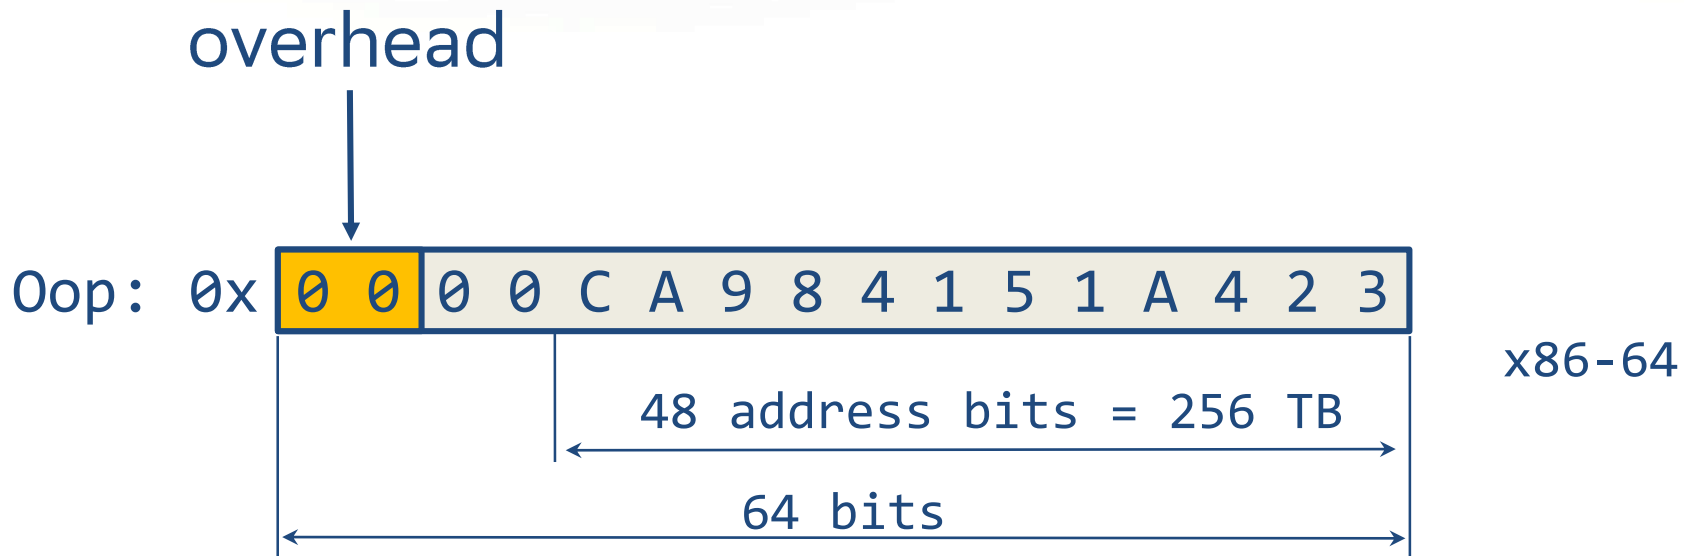 overhead
Oop: 0x 0 0 0 0 C A 9 8 4 1 5 1 A 4 2 3
x86-64
48 address bits = 256 TB
64 bits